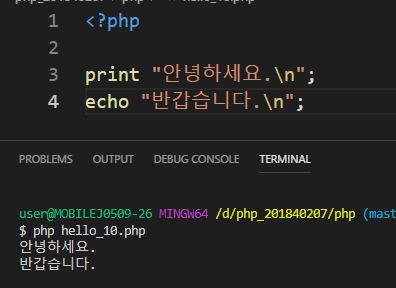 1 <?php
2
3 print "안녕하세요.\n";
4 echo "반갑습니다.\n";
PROBLEMS OUTPUT DEBUG CONSOLE TERMINAL
user@MOBILEJ0509-26 MINGW64 /d/php_201840207/php (mast
$ php hello_10.php
안녕하세요.
반갑습니다.